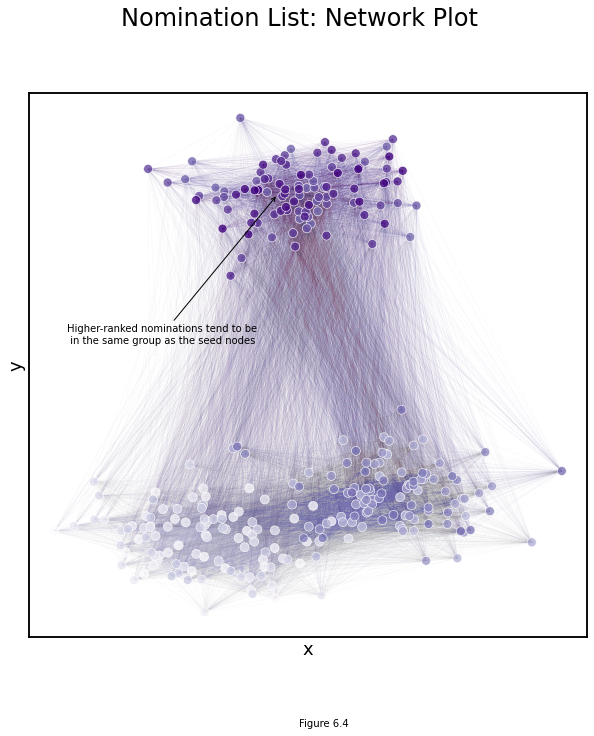 Nomination List: Network Plot
Higher-ranked nominations tend to be
in the same group as the seed nodes
y
x
Figure 6.4